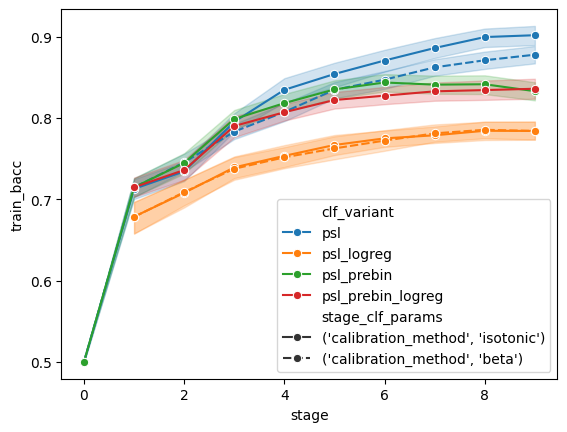 0.9
0.8
0.7
0.6
0.5
train_bacc
clf_variant
psl
psl_logreg
psl_prebin
psl_prebin_logreg
stage_clf_params
('calibration_method', 'isotonic')
('calibration_method', 'beta')
0 2 4 6 8
stage